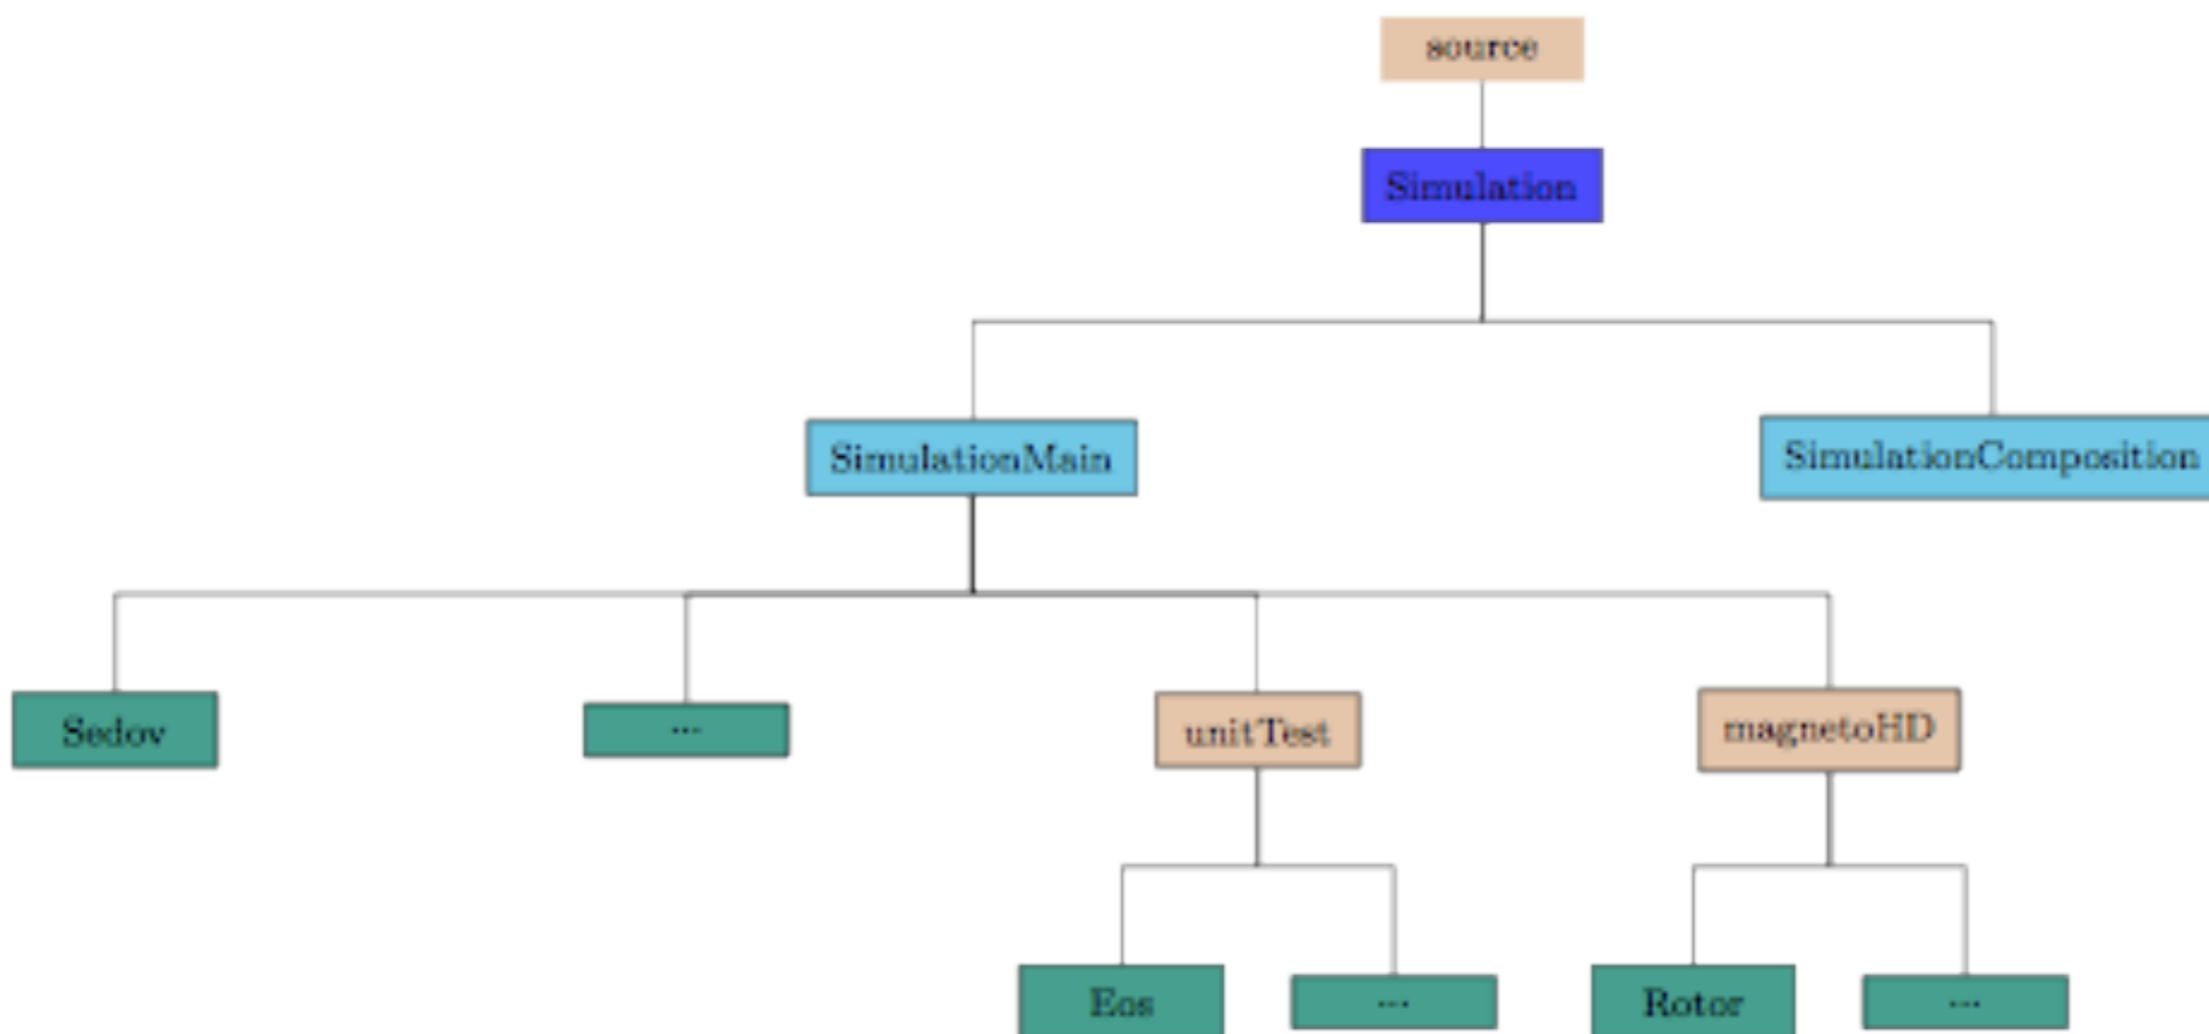 source
Simulation
SimulationMain
SimulationComposition
Sedov
...
unitTest
magnetoHD
Eos
...
Rotor
...